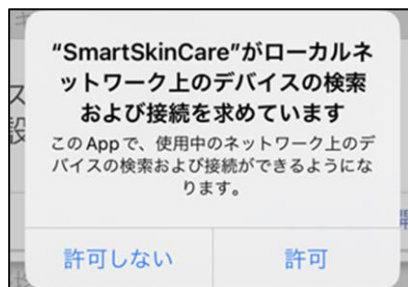 “SmartSkinCare”がローカルネ
ットワーク上のデバイスの検索
および接続を求めています
このAppで、使用中のネットワーク上のデ
バイスの検索および接続ができるようにな
ります。
許可しない
許可